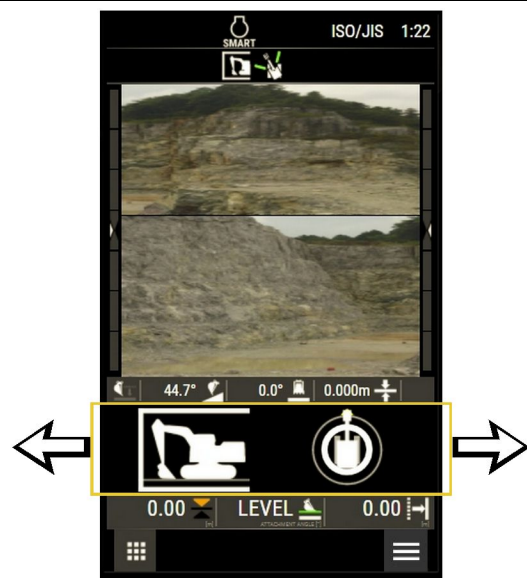 SMART
ISO/JIS 1:22
44.7° 0.0° 0.000m
0.00 LEVEL 0.00
[m] ATTACHMENT ANGLE [°] [m]